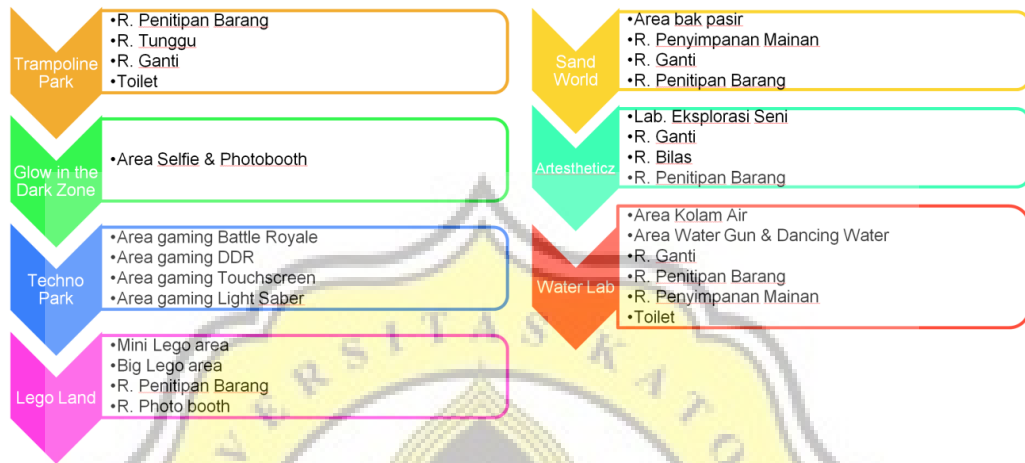 Trampoline
Park
•R. Penitipan Barang
•R. Tunggu
•R. Ganti
•Toilet
Glow in the
Dark Zone
•Area Selfie & Photobooth
Techno
Park
•Area gaming Battle Royale
•Area gaming DDR
•Area gaming Touchscreen
•Area gaming Light Saber
Lego Land
•Mini Lego area
•Big Lego area
•R. Penitipan Barang
•R. Photo booth
Sand
World
•Area bak pasir
•R. Penyimpanan Mainan
•R. Ganti
•R. Penitipan Barang
Artestheticz
•Lab. Eksplorasi Seni
•R. Ganti
•R. Bilas
•R. Penitipan Barang
Water Lab
•Area Kolam Air
•Area Water Gun & Dancing Water
•R. Ganti
•R. Penitipan Barang
•R. Penyimpanan Mainan
•Toilet
VERSITAS KATO